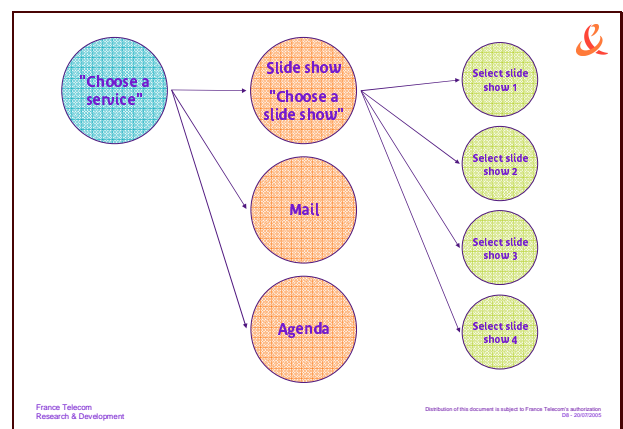 "Choose a
service"
Slide show
"Choose a
slide show"
Mail
Agenda
Select slide
show 1
Select slide
show 2
Select slide
show 3
Select slide
show 4
France Telecom
Research & Development
Distribution of this document is subject to France Telecom's authorization
D8 - 20/07/2005